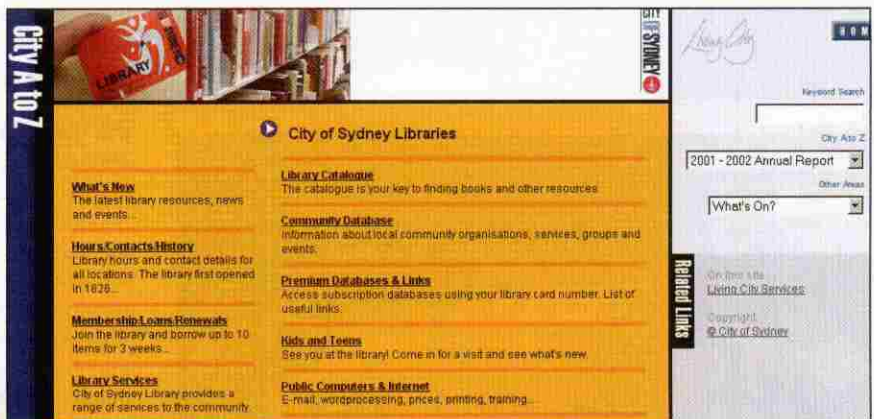 City A to Z
LIBRARY
CITY OF SYDNEY
City of Sydney Libraries
What's New
The latest library resources, news
and events...
Hours/Contacts/History
Library hours and contact details for
all locations. The library first opened
in 1826...
Membership/Loans/Renewals
Join the library and borrow up to 10
items for 3 weeks...
Library Services
City of Sydney Library provides a
range of services to the community.
Library Catalogue
The catalogue is your key to finding books and other resources.
Community Database
Information about local community organisations, services, groups and
events.
Premium Databases & Links
Access subscription databases using your library card number. List of
useful links.
Kids and Teens
See you at the library! Come in for a visit and see what's new.
Public Computers & Internet
E-mail, wordprocessing, prices, printing, training...
Living City
HOM
Keyword Search
City A to Z
2001 - 2002 Annual Report
Other Areas
What's On?
Related Links
On this site
Living City Services
Copyright
© City of Sydney